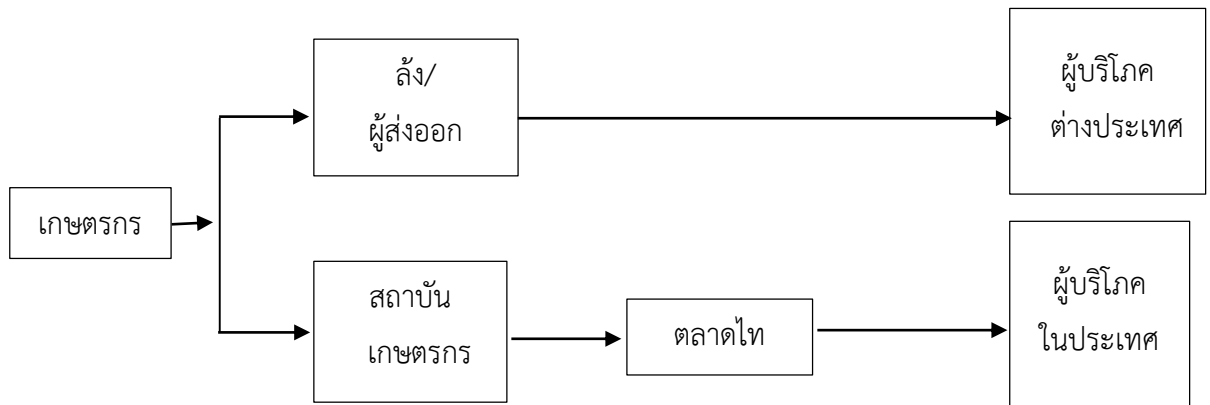 ล้ง/
ผู้ส่งออก
ผู้บริโภค
ต่างประเทศ
เกษตรกร
สถาบัน
เกษตรกร
ตลาดไท
ผู้บริโภค
ในประเทศ